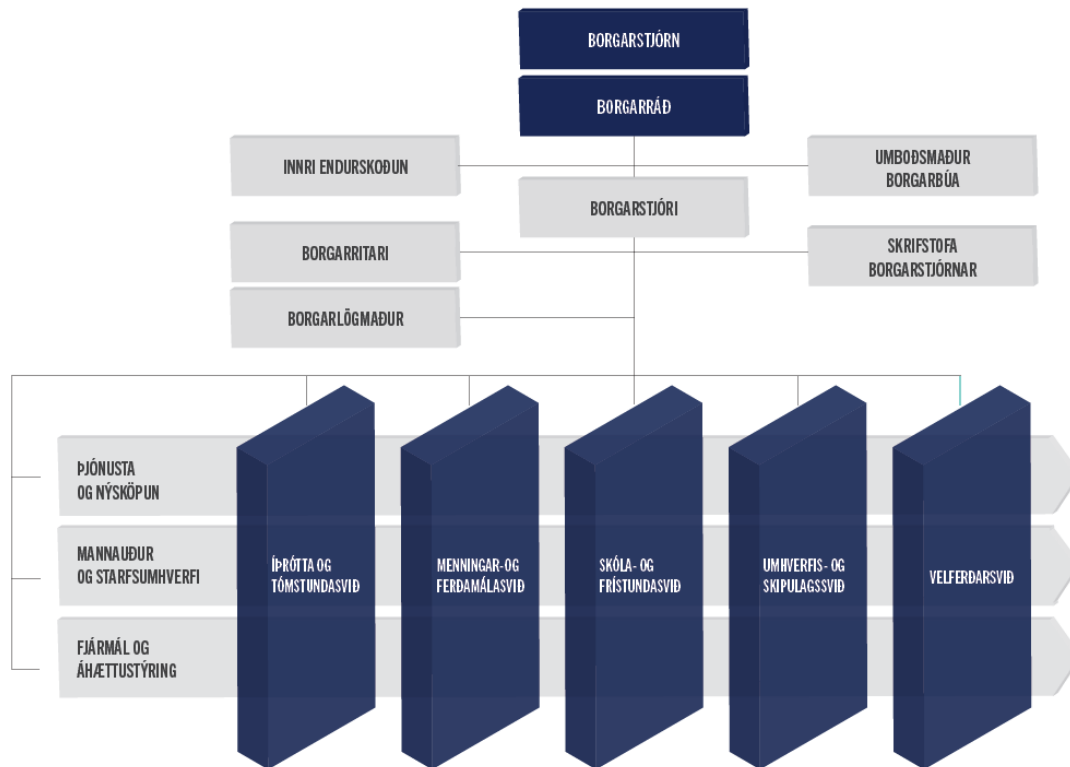 BORGARSTJÓRN
BORGARRÁÐ
INNRI ENDURSKOÐUN
UMBOÐSMAÐUR
BORGARBÚA
BORGARSTJÓRI
BORGARRITARI
SKRIFSTOFA
BORGARSTJÓRNAR
BORGARLÖGMAÐUR
ÞJÓNUSTA
OG NÝSKÖPUN
MANNAUÐUR
OG STARFSUMHVERFI
FJÁRMÁL OG
ÁHÆTTUSTÝRING
ÍÞRÓTTA OG
TÓMSTUNDASVIÐ
MENNINGAR-OG
FERÐAMÁLASVIÐ
SKÓLA- OG
FRÍSTUNDASVIÐ
UMHVERFIS- OG
SKIPULAGSSVIÐ
VELFERÐARSVIÐ